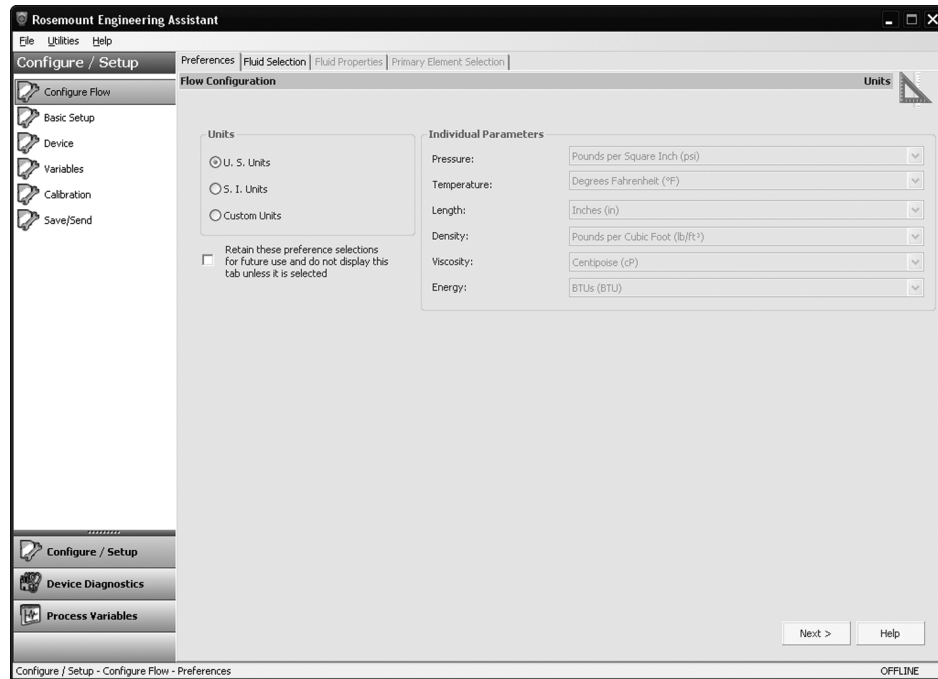 Rosemount Engineering Assistant
File Utilities Help
Configure / Setup
Configure Flow
Basic Setup
Device
Variables
Calibration
Save/Send
Preferences Fluid Selection Fluid Properties Primary Element Selection
Flow Configuration Units
Units
U. S. Units
S. I. Units
Custom Units
Retain these preference selections
for future use and do not display this
tab unless it is selected
Individual Parameters
Pressure: Pounds per Square Inch (psi)
Temperature: Degrees Fahrenheit (°F)
Length: Inches (in)
Density: Pounds per Cubic Foot (lb/ft³)
Viscosity: Centipoise (cP)
Energy: BTUs (BTU)
Configure / Setup
Device Diagnostics
Process Variables
Next > Help
Configure / Setup - Configure Flow - Preferences OFFLINE